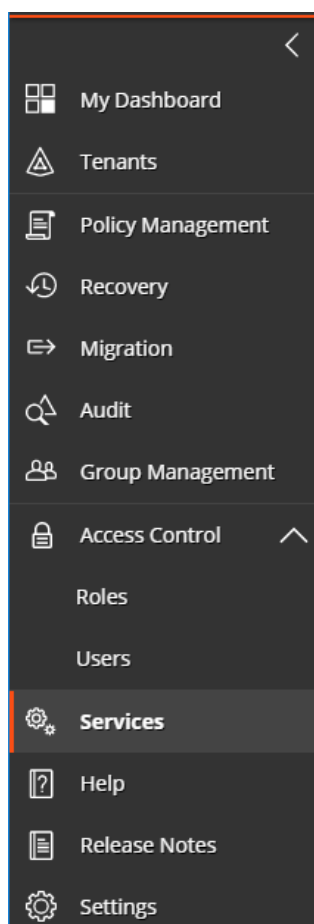 My Dashboard
Tenants
Policy Management
Recovery
Migration
Audit
Group Management
Access Control
Roles
Users
Services
Help
Release Notes
Settings